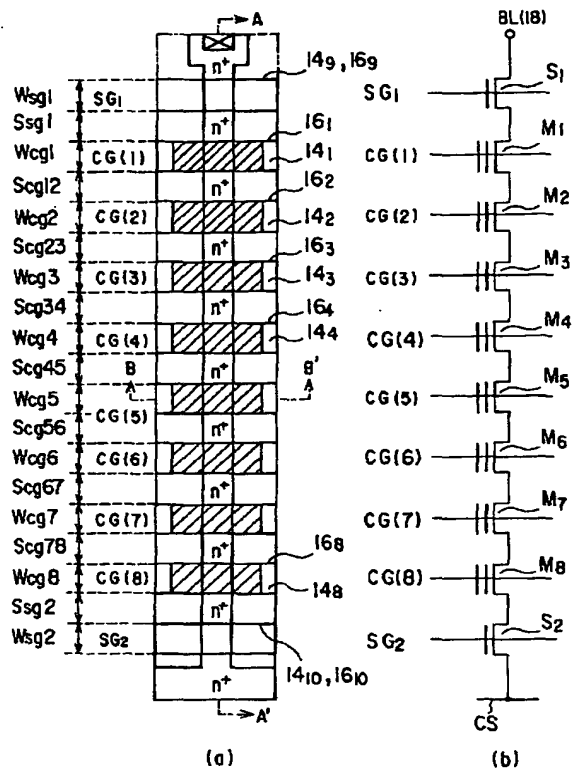 A
BL(18)
n+
14₉, 16₉
S₁
Wsg1
SG₁
SG₁
Ssg1
n+
16₁
M₁
Wcg1
CG(1)
14₁
CG(1)
Scg12
n+
16₂
M₂
Wcg2
CG(2)
14₂
CG(2)
Scg23
n+
16₃
M₃
Wcg3
CG(3)
14₃
CG(3)
Scg34
n+
16₄
M₄
Wcg4
CG(4)
14₄
CG(4)
Scg45
B
n+
B'
M₅
Wcg5
CG(5)
CG(5)
Scg56
n+
M₆
Wcg6
CG(6)
CG(6)
Scg67
n+
M₇
Wcg7
CG(7)
CG(7)
Scg78
n+
16₈
M₈
Wcg8
CG(8)
14₈
CG(8)
Ssg2
n+
S₂
Wsg2
SG₂
SG₂
14₁₀, 16₁₀
n+
A'
CS
(a)
(b)